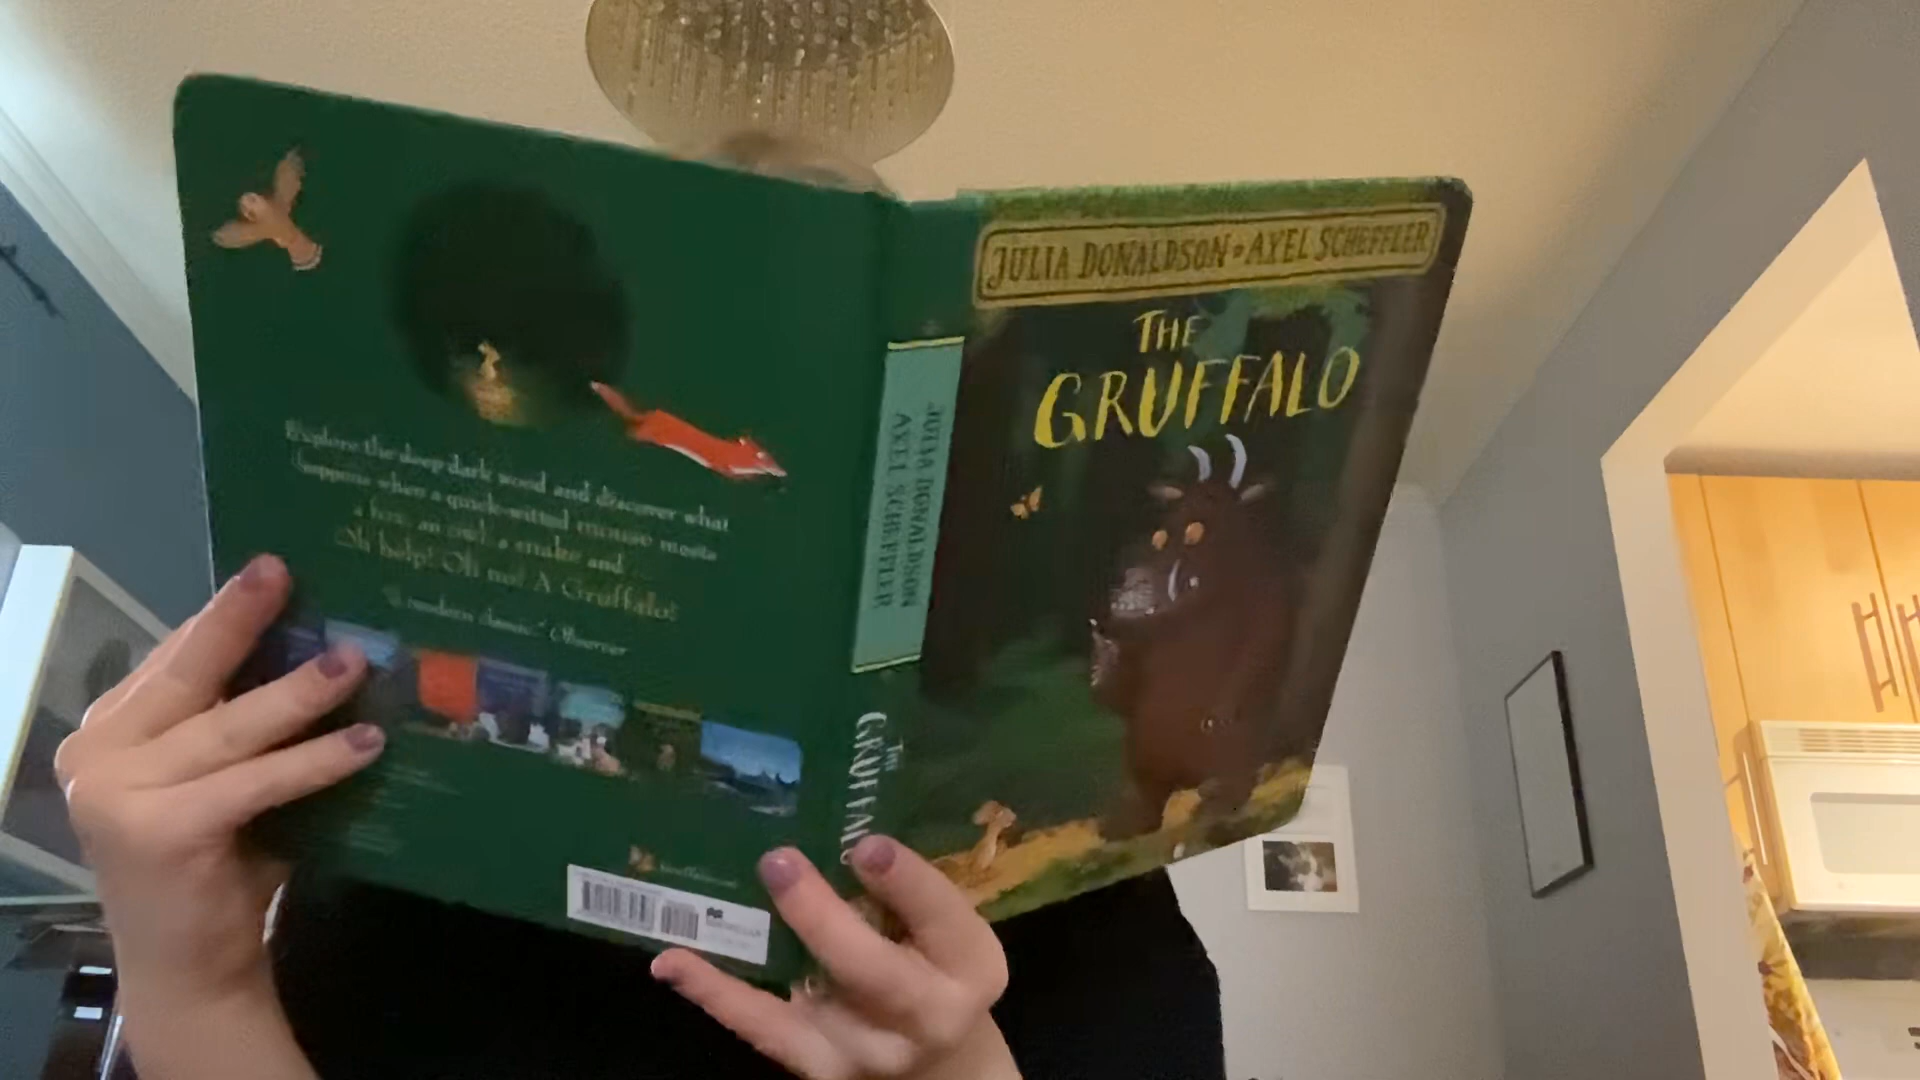 Explore the deep dark wood and discover what
happens when a quick-witted mouse meets
a fox, an owl, a snake and...
Oh help! Oh no! A Gruffalo!
"A modern classic." Observer
JULIA DONALDSON
AXEL SCHEFFLER
THE
GRUFFALO
JULIA DONALDSON • AXEL SCHEFFLER
THE
GRUFFALO